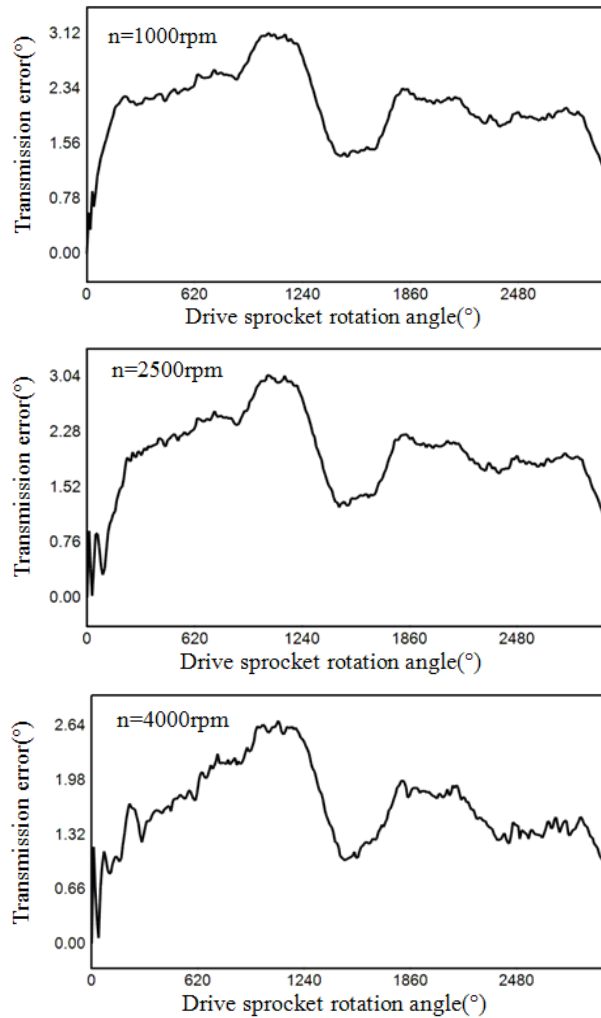 n=1000rpm
Transmission error(°)
3.12
2.34
1.56
0.78
0.00
0 620 1240 1860 2480
Drive sprocket rotation angle(°)
n=2500rpm
Transmission error(°)
3.04
2.28
1.52
0.76
0.00
0 620 1240 1860 2480
Drive sprocket rotation angle(°)
n=4000rpm
Transmission error(°)
2.64
1.98
1.32
0.66
0.00
0 620 1240 1860 2480
Drive sprocket rotation angle(°)